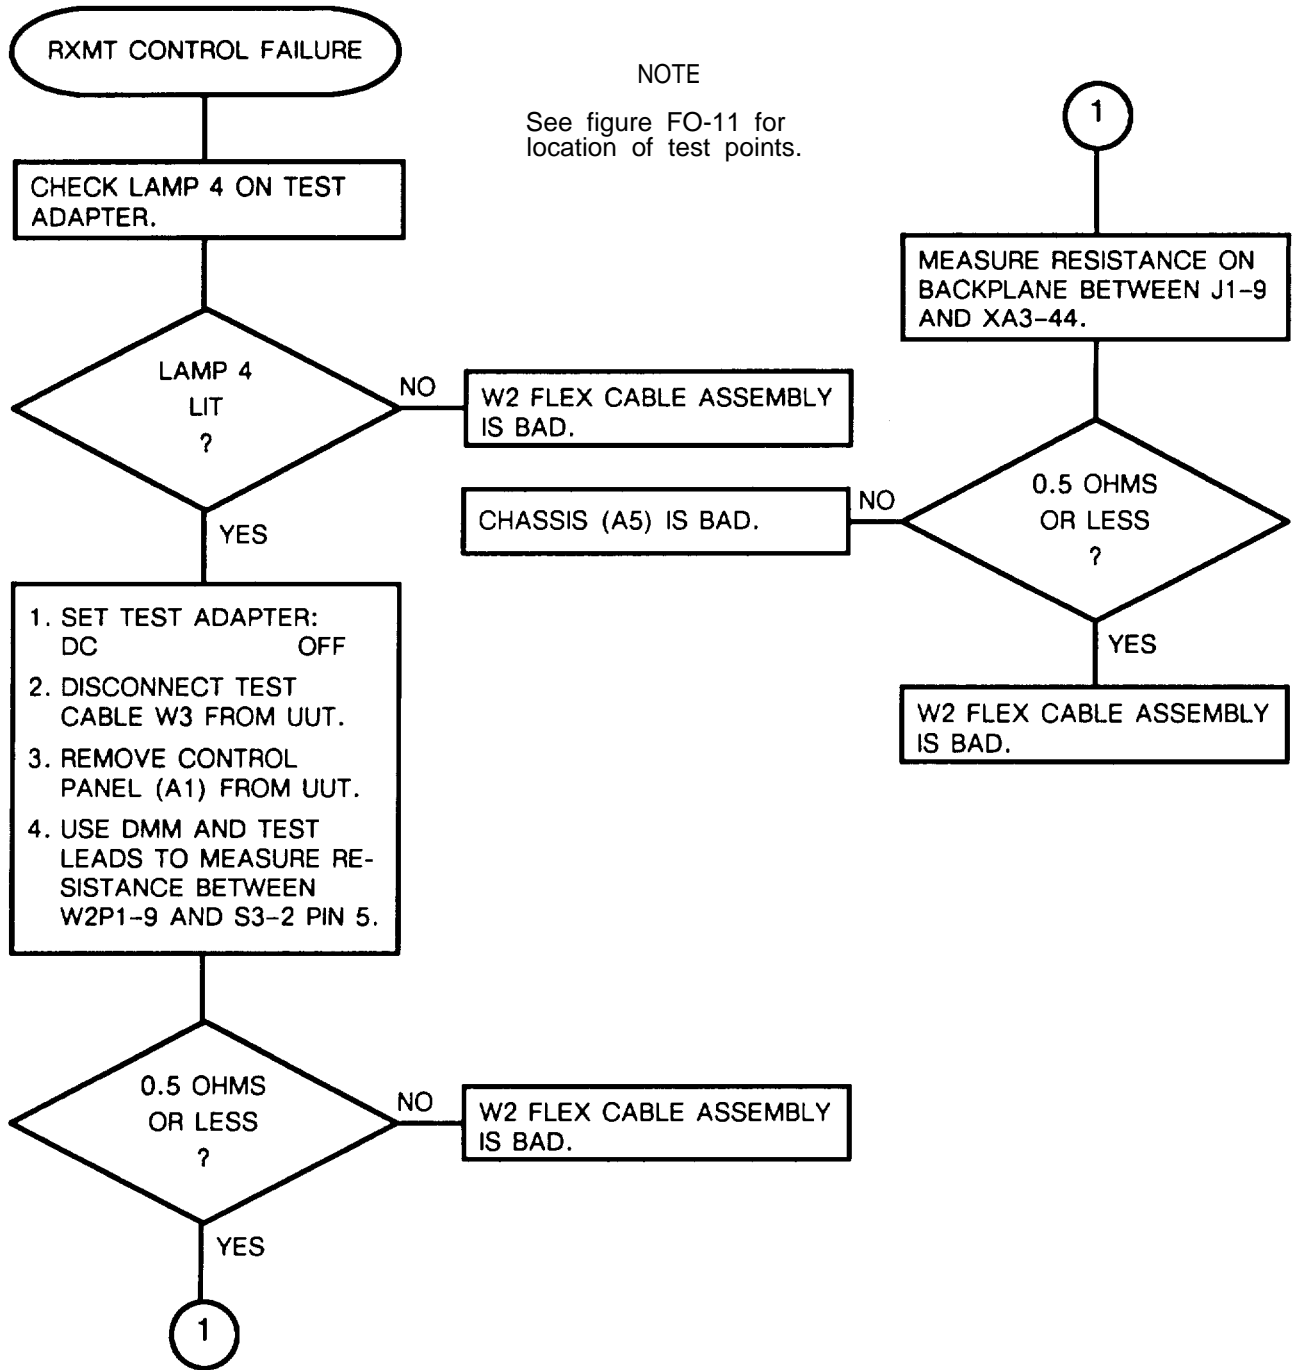 RXMT CONTROL FAILURE
NOTE
See figure FO-11 for
location of test points.
CHECK LAMP 4 ON TEST
ADAPTER.
LAMP 4
LIT
?
NO
W2 FLEX CABLE ASSEMBLY
IS BAD.
YES
1. SET TEST ADAPTER:
DC OFF
2. DISCONNECT TEST
CABLE W3 FROM UUT.
3. REMOVE CONTROL
PANEL (A1) FROM UUT.
4. USE DMM AND TEST
LEADS TO MEASURE RE-
SISTANCE BETWEEN
W2P1-9 AND S3-2 PIN 5.
0.5 OHMS
OR LESS
?
NO
W2 FLEX CABLE ASSEMBLY
IS BAD.
YES
1
1
MEASURE RESISTANCE ON
BACKPLANE BETWEEN J1-9
AND XA3-44.
0.5 OHMS
OR LESS
?
NO
CHASSIS (A5) IS BAD.
YES
W2 FLEX CABLE ASSEMBLY
IS BAD.